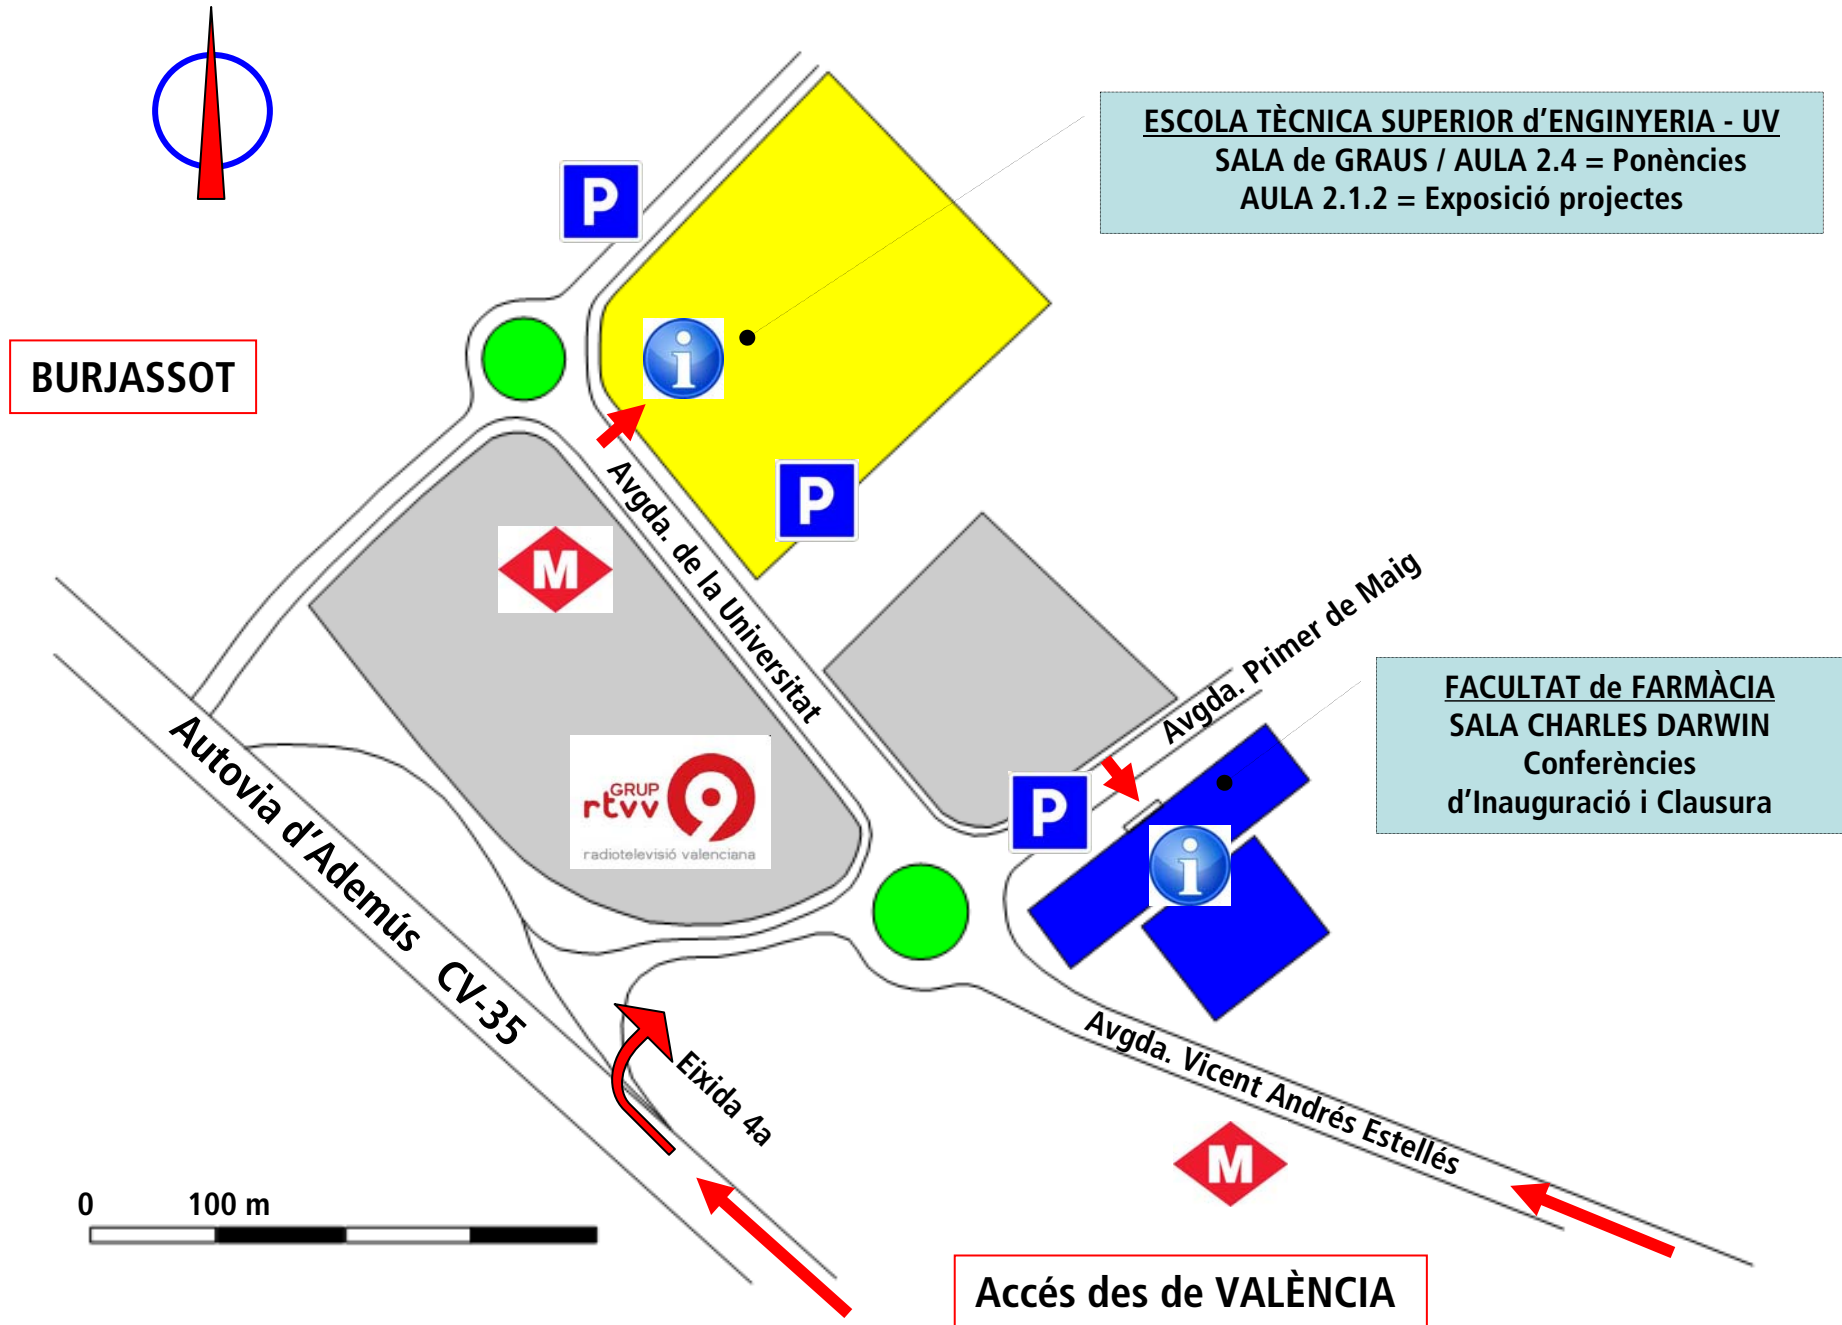 ESCOLA TÈCNICA SUPERIOR d'ENGINYERIA - UV
SALA de GRAUS / AULA 2.4 = Ponències
AULA 2.1.2 = Exposició projectes
P
i
BURJASSOT
P
M
Avgda. de la Universitat
Avgda. Primer de Maig
FACULTAT de FARMÀCIA
SALA CHARLES DARWIN
Conferències
d'Inauguració i Clausura
GRUP
rtvv 9
radiotelevisió valenciana
P
i
Autovia d'Ademús CV-35
Eixida 4a
Avgda. Vicent Andrés Estellés
M
0 100 m
Accés des de VALÈNCIA